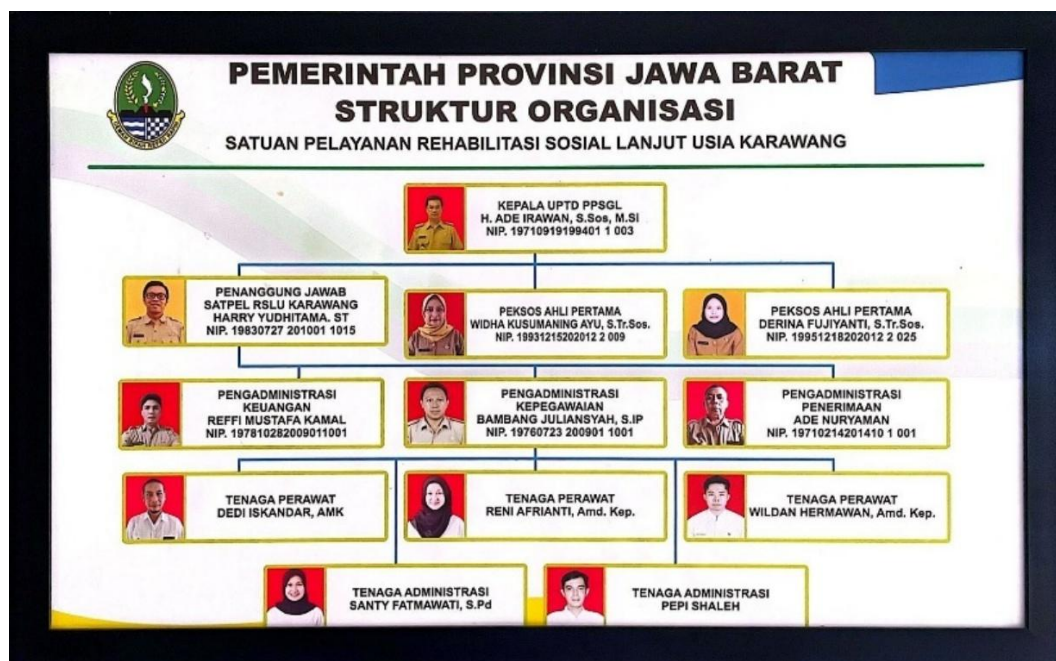 PEMERINTAH PROVINSI JAWA BARAT
STRUKTUR ORGANISASI
SATUAN PELAYANAN REHABILITASI SOSIAL LANJUT USIA KARAWANG
KEPALA UPTD PPSGL
H. ADE IRAWAN, S.Sos, M.Si
NIP. 19710919199401 1 003
PENANGGUNG JAWAB
SATPEL RSLU KARAWANG
HARRY YUDHITAMA. ST
NIP. 19830727 201001 1015
PEKSOS AHLI PERTAMA
WIDHA KUSUMANING AYU, S.Tr.Sos.
NIP. 19931215202012 2 009
PEKSOS AHLI PERTAMA
DERINA FUJIYANTI, S.Tr.Sos.
NIP. 19951218202012 2 025
PENGADMINISTRASI
KEUANGAN
REFFI MUSTAFA KAMAL
NIP. 197810282009011001
PENGADMINISTRASI
KEPEGAWAIAN
BAMBANG JULIANSYAH, S.IP
NIP. 19760723 200901 1001
PENGADMINISTRASI
PENERIMAAN
ADE NURYAMAN
NIP. 19710214201410 1 001
TENAGA PERAWAT
DEDI ISKANDAR, AMK
TENAGA PERAWAT
RENI AFRIANTI, Amd. Kep.
TENAGA PERAWAT
WILDAN HERMAWAN, Amd. Kep.
TENAGA ADMINISTRASI
SANTY FATMAWATI, S.Pd
TENAGA ADMINISTRASI
PEPI SHALEH